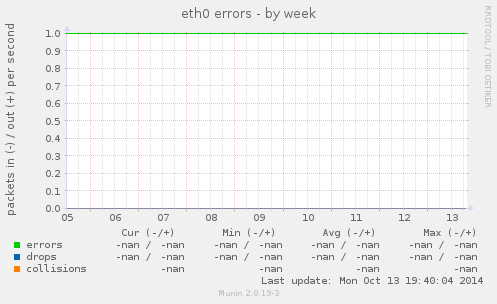 eth0 errors - by week
RRDTOOL / TOBI OETIKER
packets in (-) / out (+) per second
1.0
0.9
0.8
0.7
0.6
0.5
0.4
0.3
0.2
0.1
0.0
05 06 07 08 09 10 11 12 13
Cur (-/+) Min (-/+) Avg (-/+) Max (-/+)
errors -nan / -nan -nan / -nan -nan / -nan -nan / -nan
drops -nan / -nan -nan / -nan -nan / -nan -nan / -nan
collisions -nan -nan -nan -nan
Last update: Mon Oct 13 19:40:04 2014
Munin 2.0.19-3